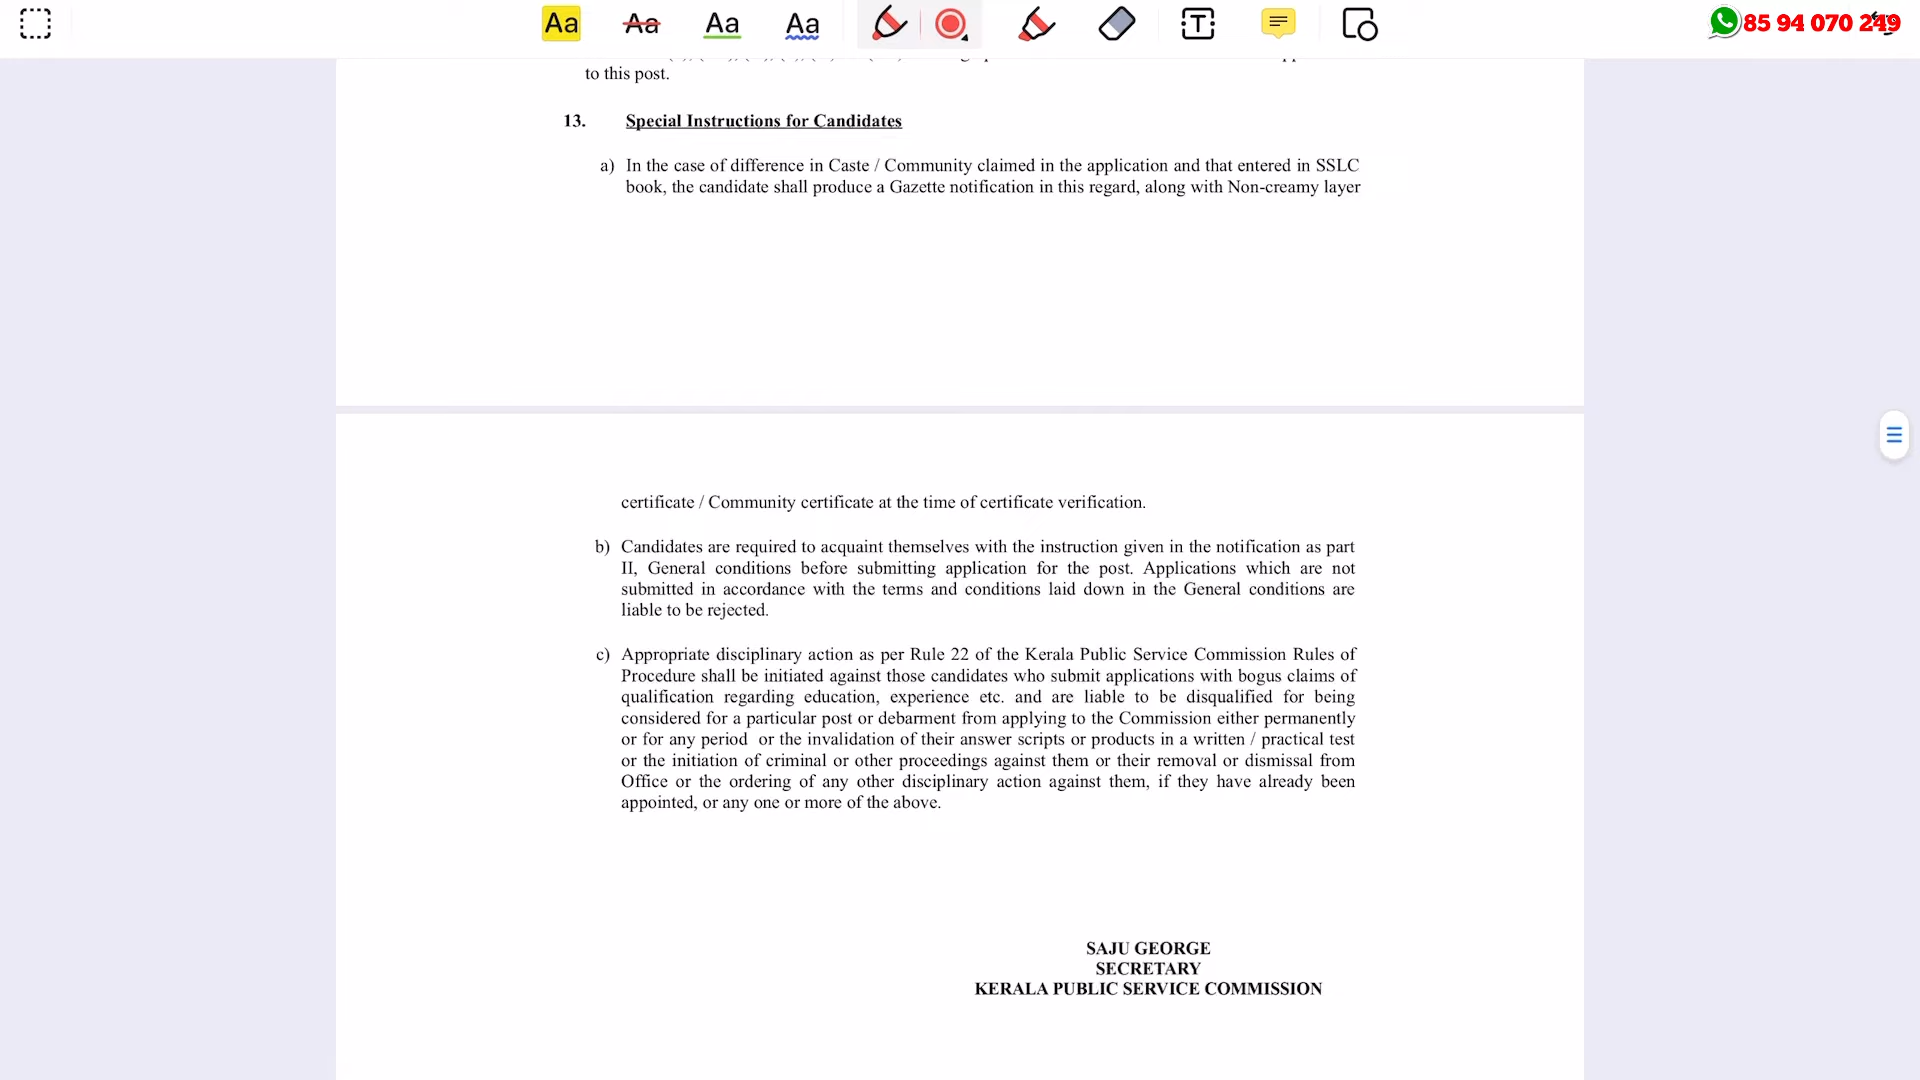 Aa Aa Aa Aa T
85 94 070 249
to this post.
13. Special Instructions for Candidates
a) In the case of difference in Caste / Community claimed in the application and that entered in SSLC
book, the candidate shall produce a Gazette notification in this regard, along with Non-creamy layer
certificate / Community certificate at the time of certificate verification.
b) Candidates are required to acquaint themselves with the instruction given in the notification as part
II, General conditions before submitting application for the post. Applications which are not
submitted in accordance with the terms and conditions laid down in the General conditions are
liable to be rejected.
c) Appropriate disciplinary action as per Rule 22 of the Kerala Public Service Commission Rules of
Procedure shall be initiated against those candidates who submit applications with bogus claims of
qualification regarding education, experience etc. and are liable to be disqualified for being
considered for a particular post or debarment from applying to the Commission either permanently
or for any period or the invalidation of their answer scripts or products in a written / practical test
or the initiation of criminal or other proceedings against them or their removal or dismissal from
Office or the ordering of any other disciplinary action against them, if they have already been
appointed, or any one or more of the above.
SAJU GEORGE
SECRETARY
KERALA PUBLIC SERVICE COMMISSION